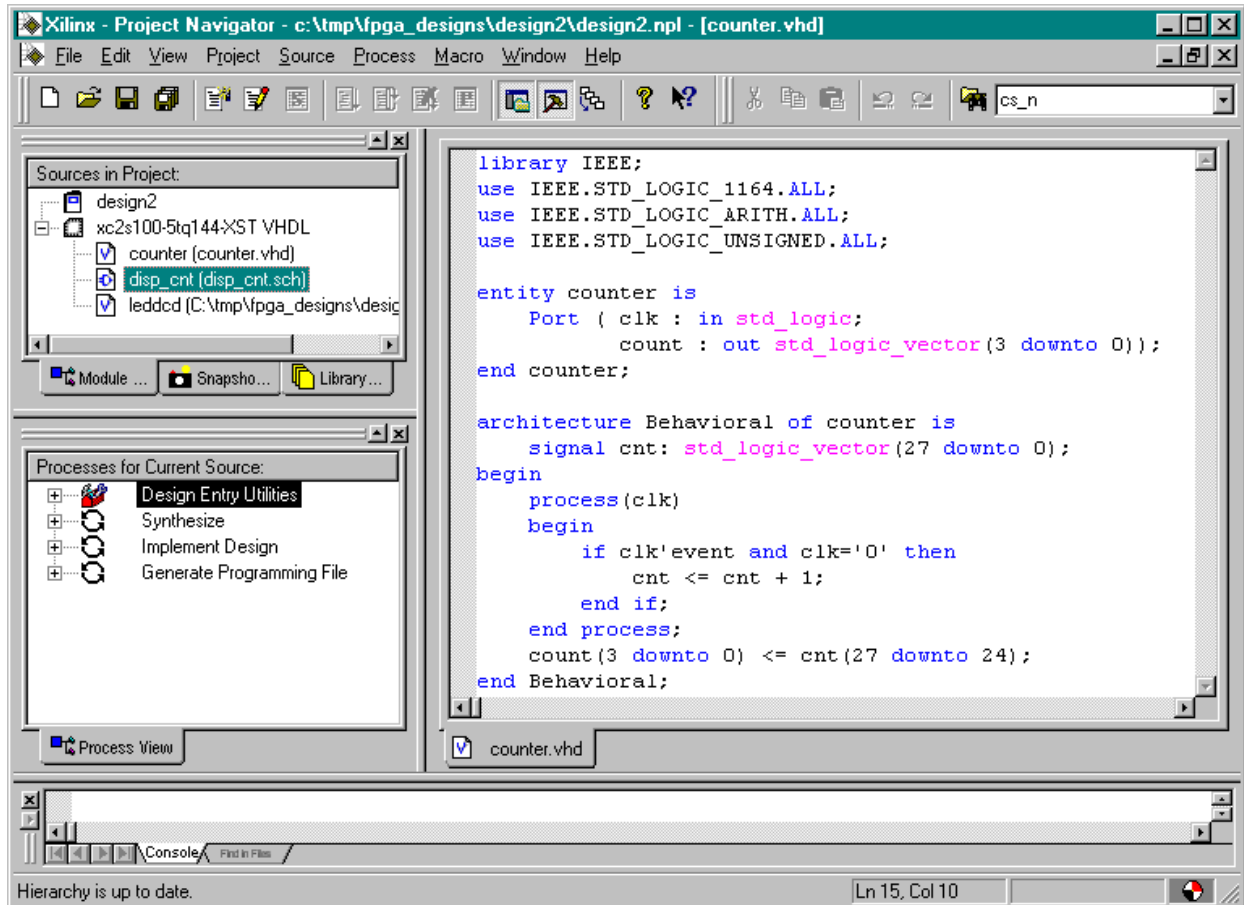 Xilinx - Project Navigator - c:\tmp\fpga_designs\design2\design2.npl - [counter.vhd]
File Edit View Project Source Process Macro Window Help
cs_n
Sources in Project:
design2
xc2s100-5tq144-XST VHDL
counter (counter.vhd)
disp_cnt (disp_cnt.sch)
leddcd (C:\tmp\fpga_designs\desig
Module ... Snapsho... Library...
Processes for Current Source:
Design Entry Utilities
Synthesize
Implement Design
Generate Programming File
Process View
library IEEE;
use IEEE.STD_LOGIC_1164.ALL;
use IEEE.STD_LOGIC_ARITH.ALL;
use IEEE.STD_LOGIC_UNSIGNED.ALL;
entity counter is
Port ( clk : in std_logic;
count : out std_logic_vector(3 downto 0));
end counter;
architecture Behavioral of counter is
signal cnt: std_logic_vector(27 downto 0);
begin
process(clk)
begin
if clk'event and clk='0' then
cnt <= cnt + 1;
end if;
end process;
count(3 downto 0) <= cnt(27 downto 24);
end Behavioral;
counter.vhd
Console Find in Files
Hierarchy is up to date. Ln 15, Col 10